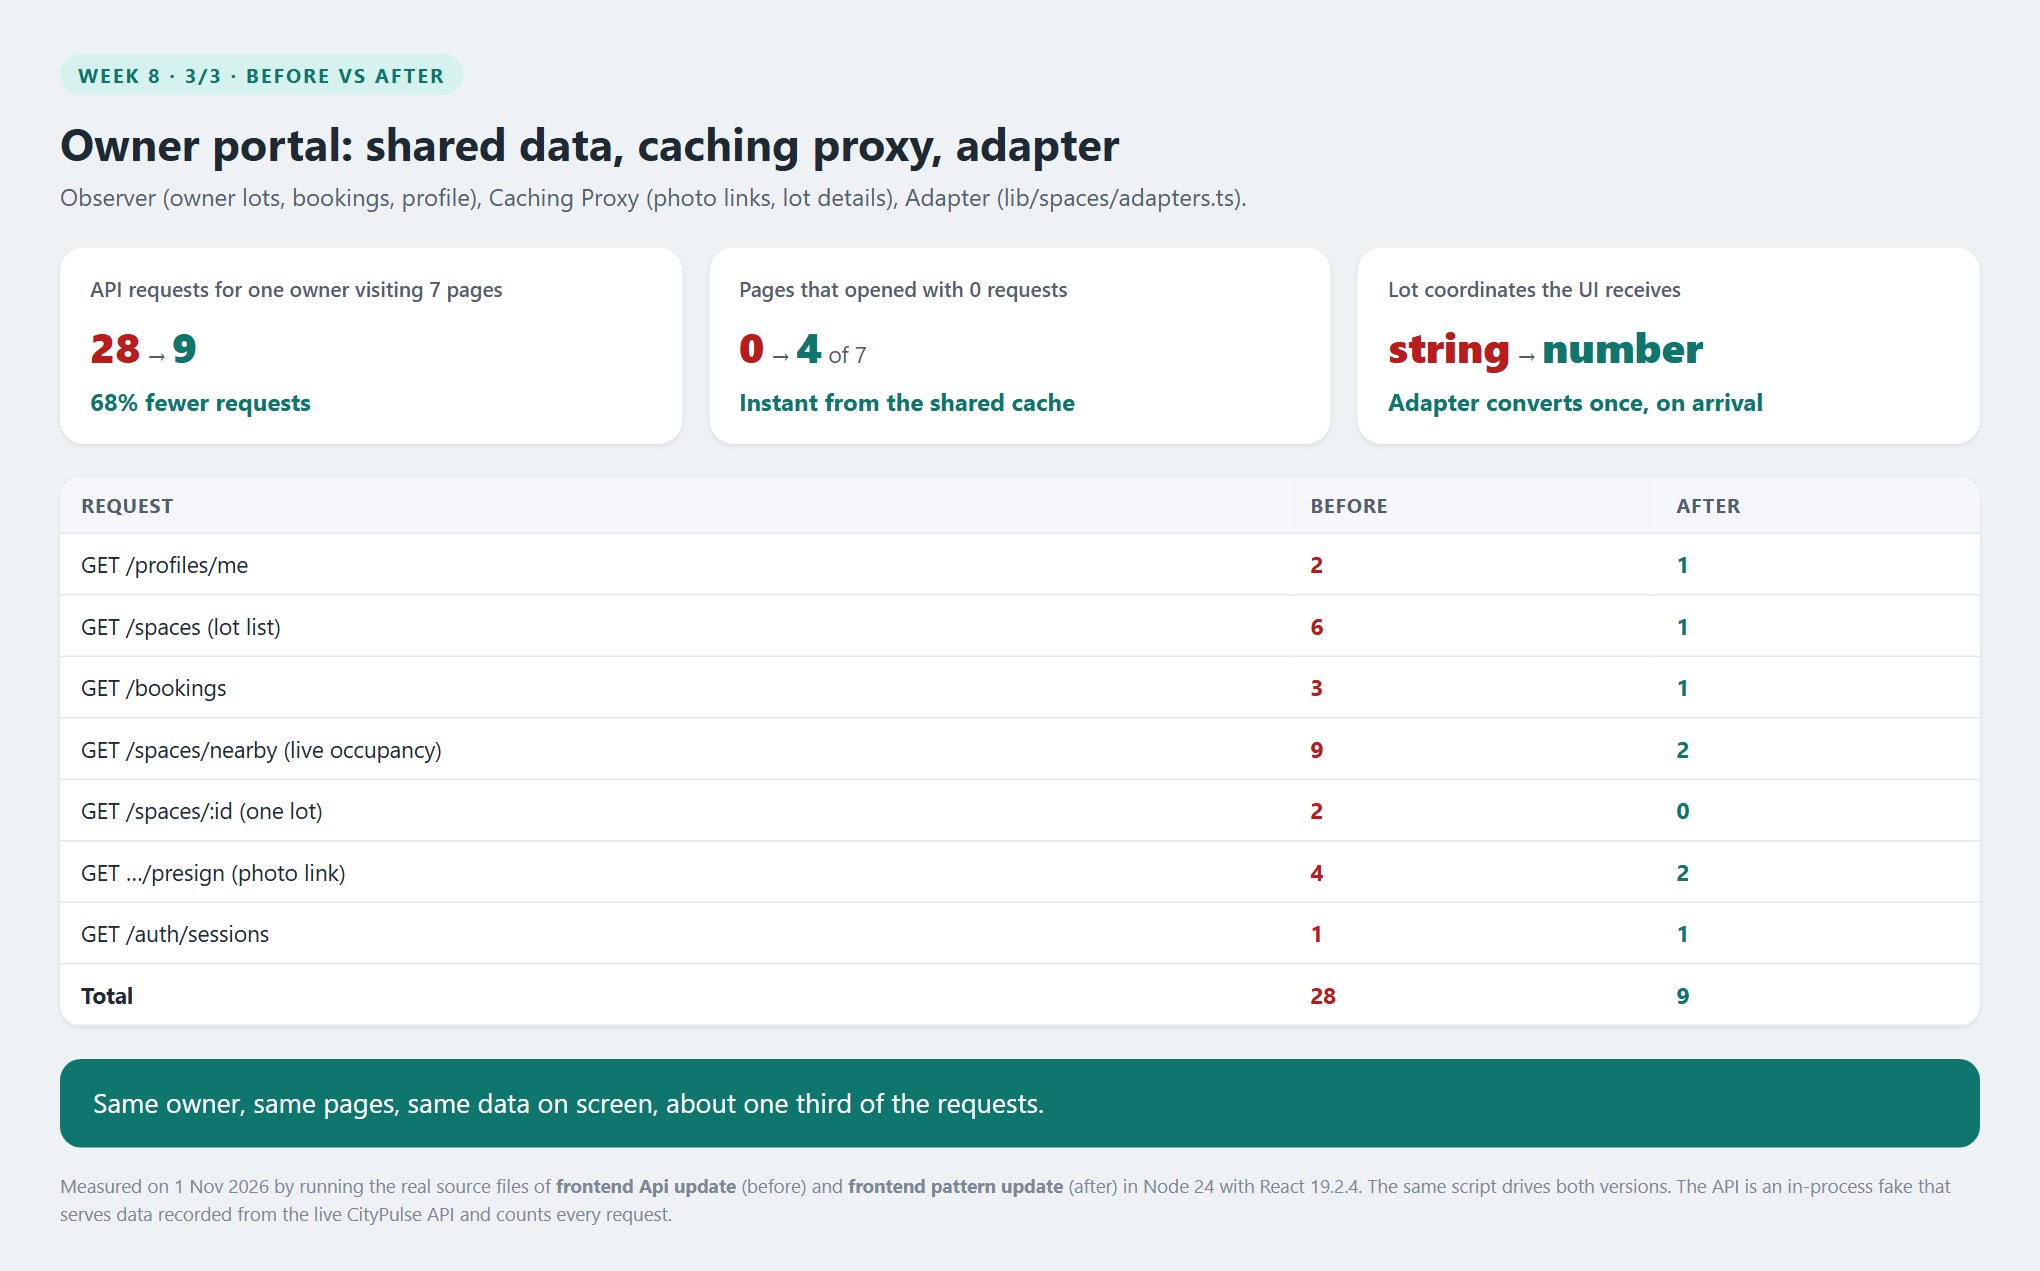 WEEK 8 · 3/3 · BEFORE VS AFTER
Owner portal: shared data, caching proxy, adapter
Observer (owner lots, bookings, profile), Caching Proxy (photo links, lot details), Adapter (lib/spaces/adapters.ts).
API requests for one owner visiting 7 pages
28 → 9
68% fewer requests
Pages that opened with 0 requests
0 → 4 of 7
Instant from the shared cache
Lot coordinates the UI receives
string → number
Adapter converts once, on arrival
REQUEST BEFORE AFTER
GET /profiles/me 2 1
GET /spaces (lot list) 6 1
GET /bookings 3 1
GET /spaces/nearby (live occupancy) 9 2
GET /spaces/:id (one lot) 2 0
GET .../presign (photo link) 4 2
GET /auth/sessions 1 1
Total 28 9
Same owner, same pages, same data on screen, about one third of the requests.
Measured on 1 Nov 2026 by running the real source files of frontend Api update (before) and frontend pattern update (after) in Node 24 with React 19.2.4. The same script drives both versions. The API is an in-process fake that
serves data recorded from the live CityPulse API and counts every request.